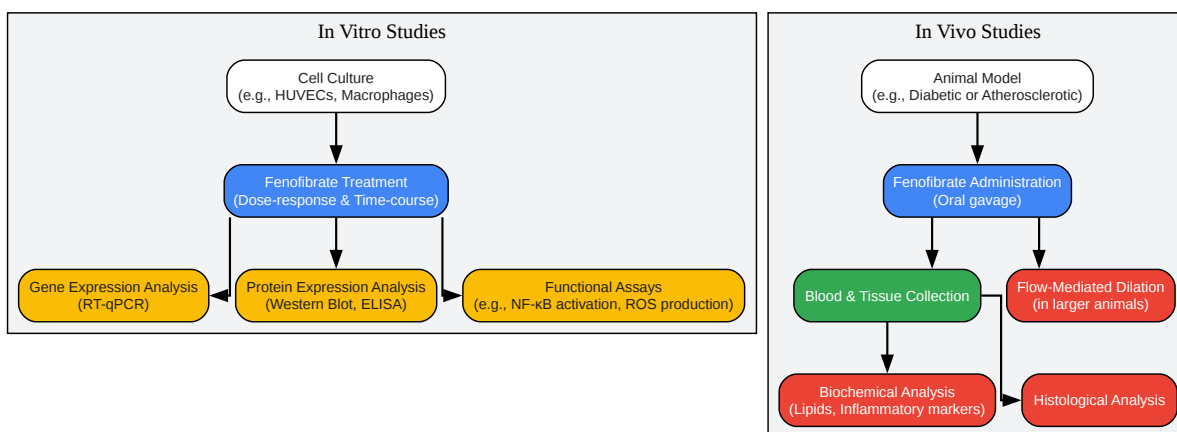 In Vitro Studies
Cell Culture
(e.g., HUVECs, Macrophages)
Fenofibrate Treatment
(Dose-response & Time-course)
Gene Expression Analysis
(RT-qPCR)
Protein Expression Analysis
(Western Blot, ELISA)
Functional Assays
(e.g., NF-κB activation, ROS production)
In Vivo Studies
Animal Model
(e.g., Diabetic or Atherosclerotic)
Fenofibrate Administration
(Oral gavage)
Blood & Tissue Collection
Flow-Mediated Dilation
(in larger animals)
Biochemical Analysis
(Lipids, Inflammatory markers)
Histological Analysis